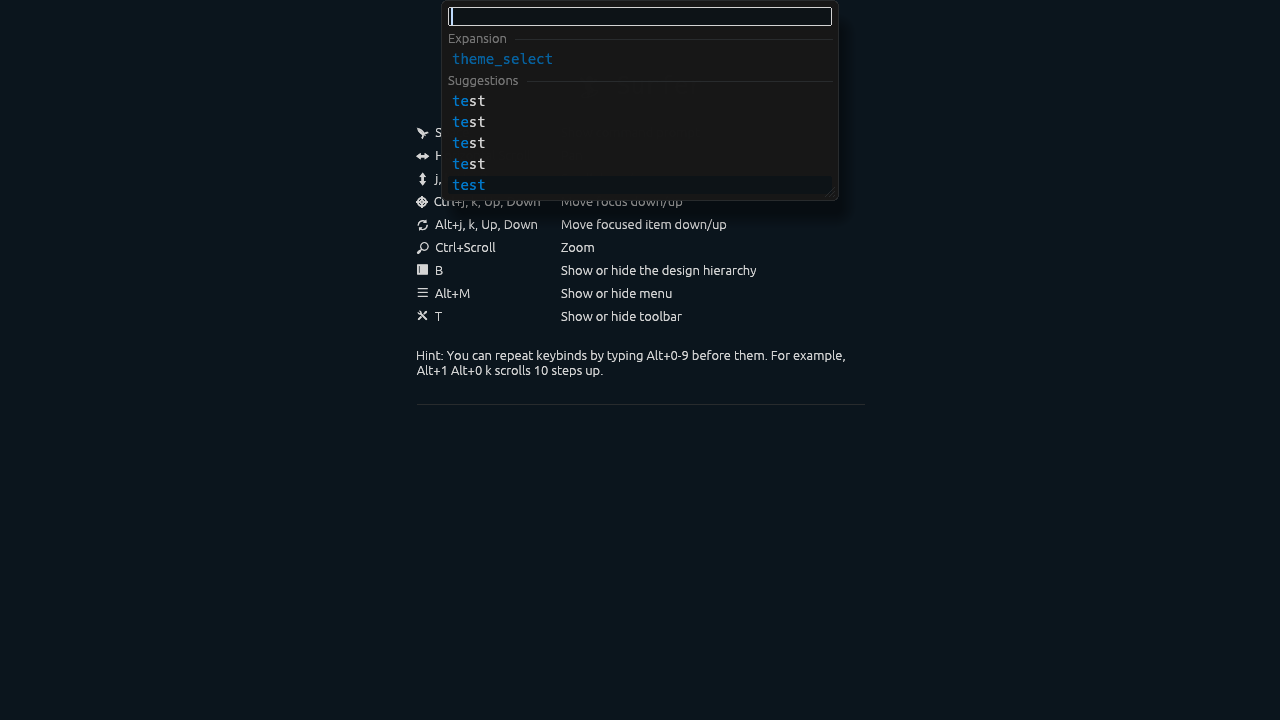 Expansion
theme_select
Suggestions
test
test
test
test
test
S
H
j,
Ctrl+j, k, Up, Down Move focus down/up
Alt+j, k, Up, Down Move focused item down/up
Ctrl+Scroll Zoom
B Show or hide the design hierarchy
Alt+M Show or hide menu
T Show or hide toolbar
Hint: You can repeat keybinds by typing Alt+0-9 before them. For example,
Alt+1 Alt+0 k scrolls 10 steps up.